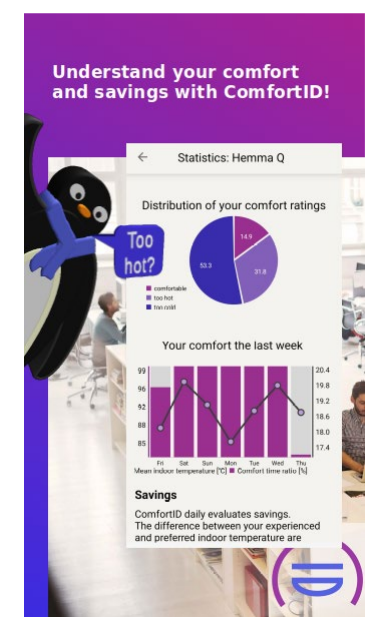 Understand your comfort
and savings with ComfortID!
← Statistics: Hemma Q
Distribution of your comfort ratings
Too
hot?
14.9
53.3
31.8
comfortable
too hot
too cold
Your comfort the last week
99
96
92
88
85
20.4
19.8
19.2
18.6
18.0
17.4
Fri Sat Sun Mon Tue Wed Thu
Mean indoor temperature [°C] Comfort time ratio [%]
Savings
ComfortID daily evaluates savings.
The difference between your experienced
and preferred indoor temperature are